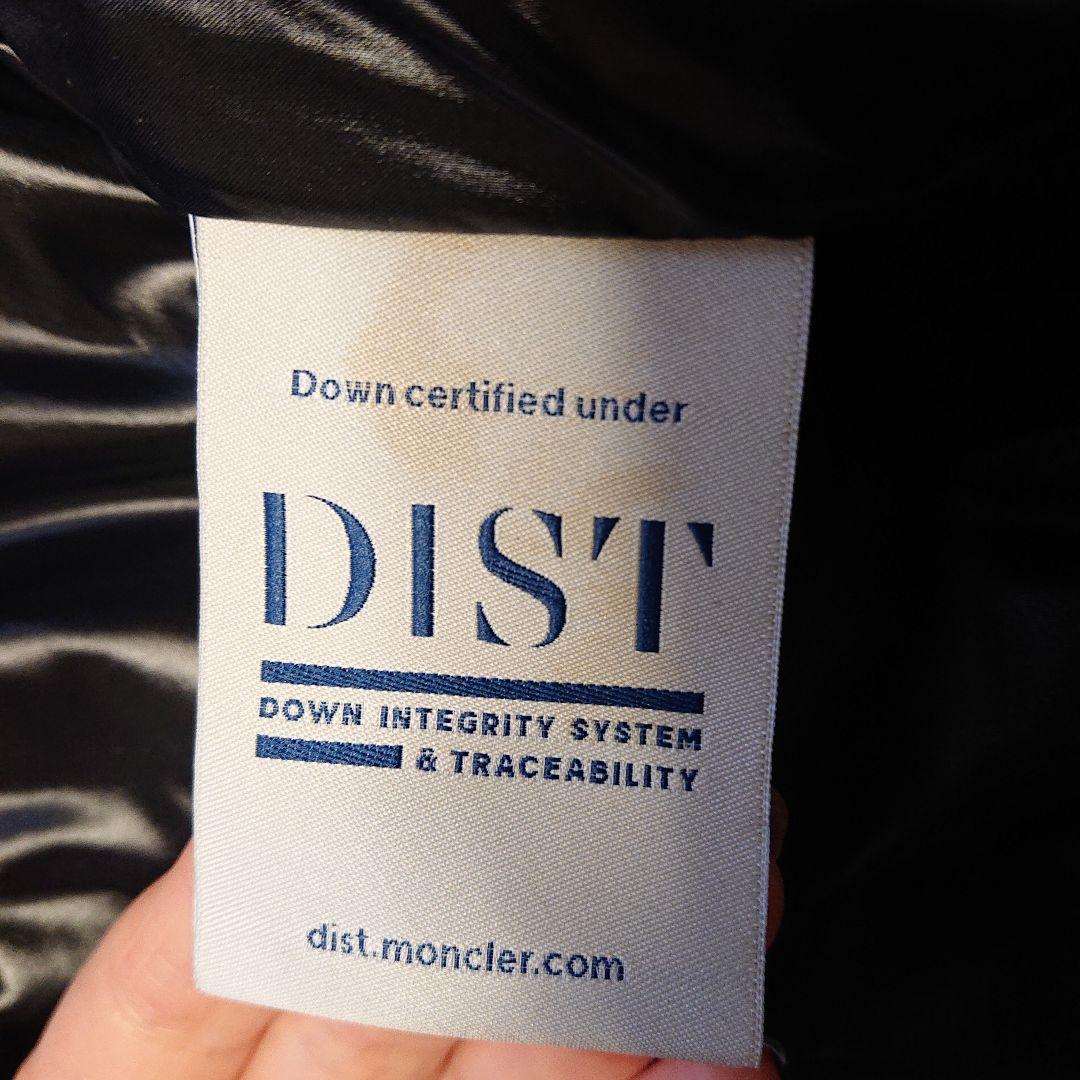 Down certified under
DIST
DOWN INTEGRITY SYSTEM
& TRACEABILITY
dist.moncler.com